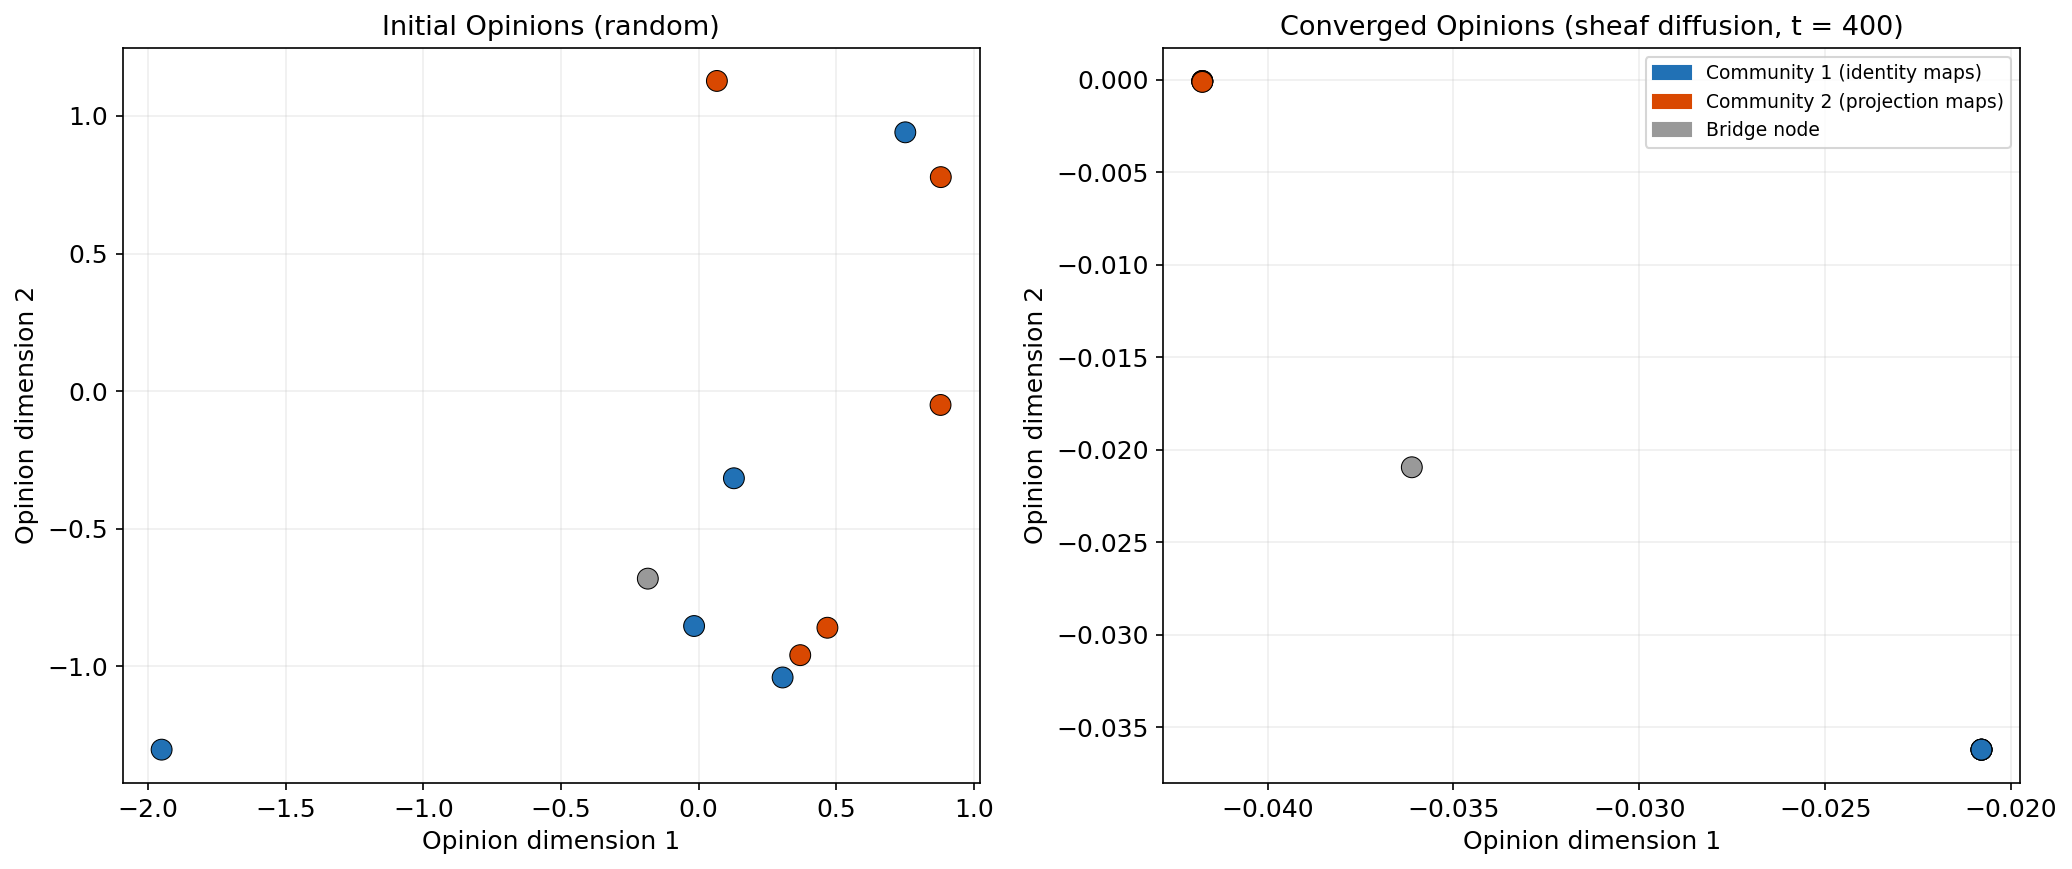 Initial Opinions (random)
Opinion dimension 2
1.0
0.5
0.0
−0.5
−1.0
−2.0 −1.5 −1.0 −0.5 0.0 0.5 1.0
Opinion dimension 1
Converged Opinions (sheaf diffusion, t = 400)
Community 1 (identity maps)
Community 2 (projection maps)
Bridge node
Opinion dimension 2
0.000
−0.005
−0.010
−0.015
−0.020
−0.025
−0.030
−0.035
−0.040 −0.035 −0.030 −0.025 −0.020
Opinion dimension 1